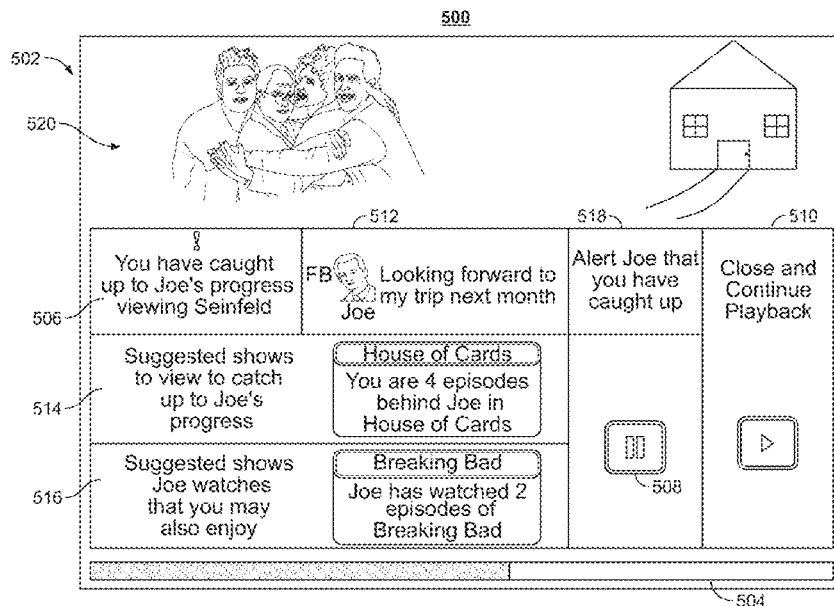 500
502
520
512
518
510
!
You have caught
up to Joe's progress
viewing Seinfeld
506
FB
Looking forward to
my trip next month
Joe
Alert Joe that
you have
caught up
Close and
Continue
Playback
Suggested shows
to view to catch
up to Joe's
progress
514
House of Cards
You are 4 episodes
behind Joe in
House of Cards
Suggested shows
Joe watches
that you may
also enjoy
516
Breaking Bad
Joe has watched 2
episodes of
Breaking Bad
508
504